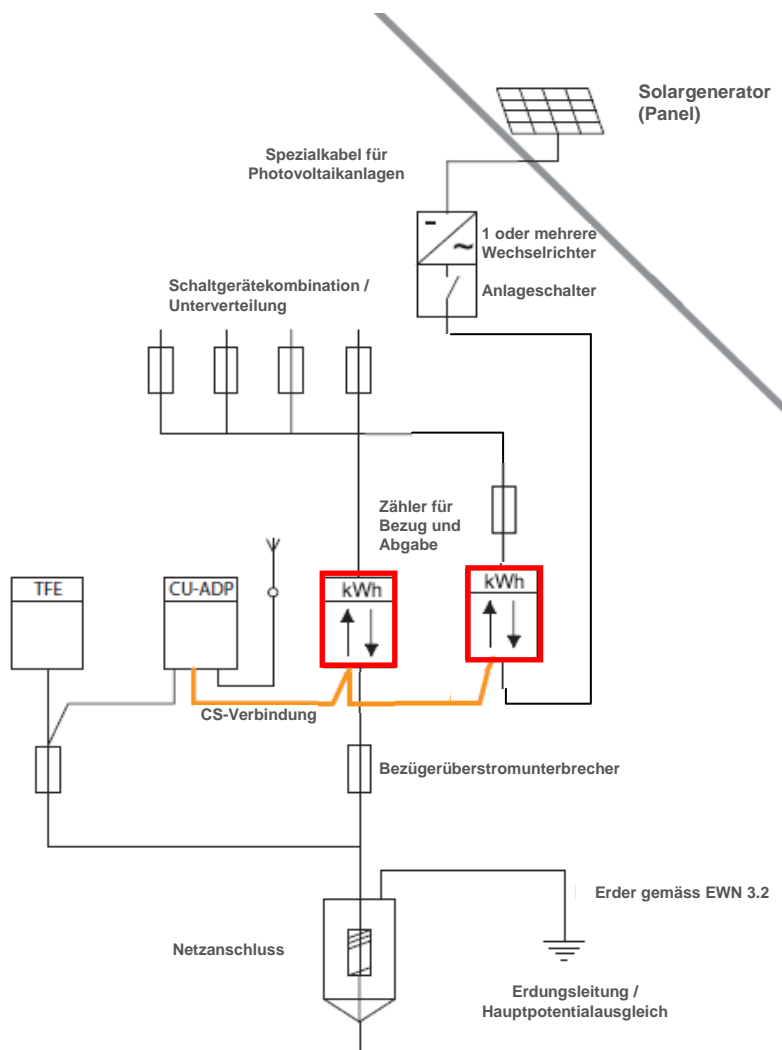 Solargenerator
(Panel)
Spezialkabel für
Photovoltaikanlagen
-
~
1 oder mehrere
Wechselrichter
Anlageschalter
Schaltgerätekombination /
Unterverteilung
Zähler für
Bezug und
Abgabe
TFE
CU-ADP
kWh
kWh
CS-Verbindung
Bezügerüberstromunterbrecher
Erder gemäss EWN 3.2
Netzanschluss
Erdungsleitung /
Hauptpotentialausgleich